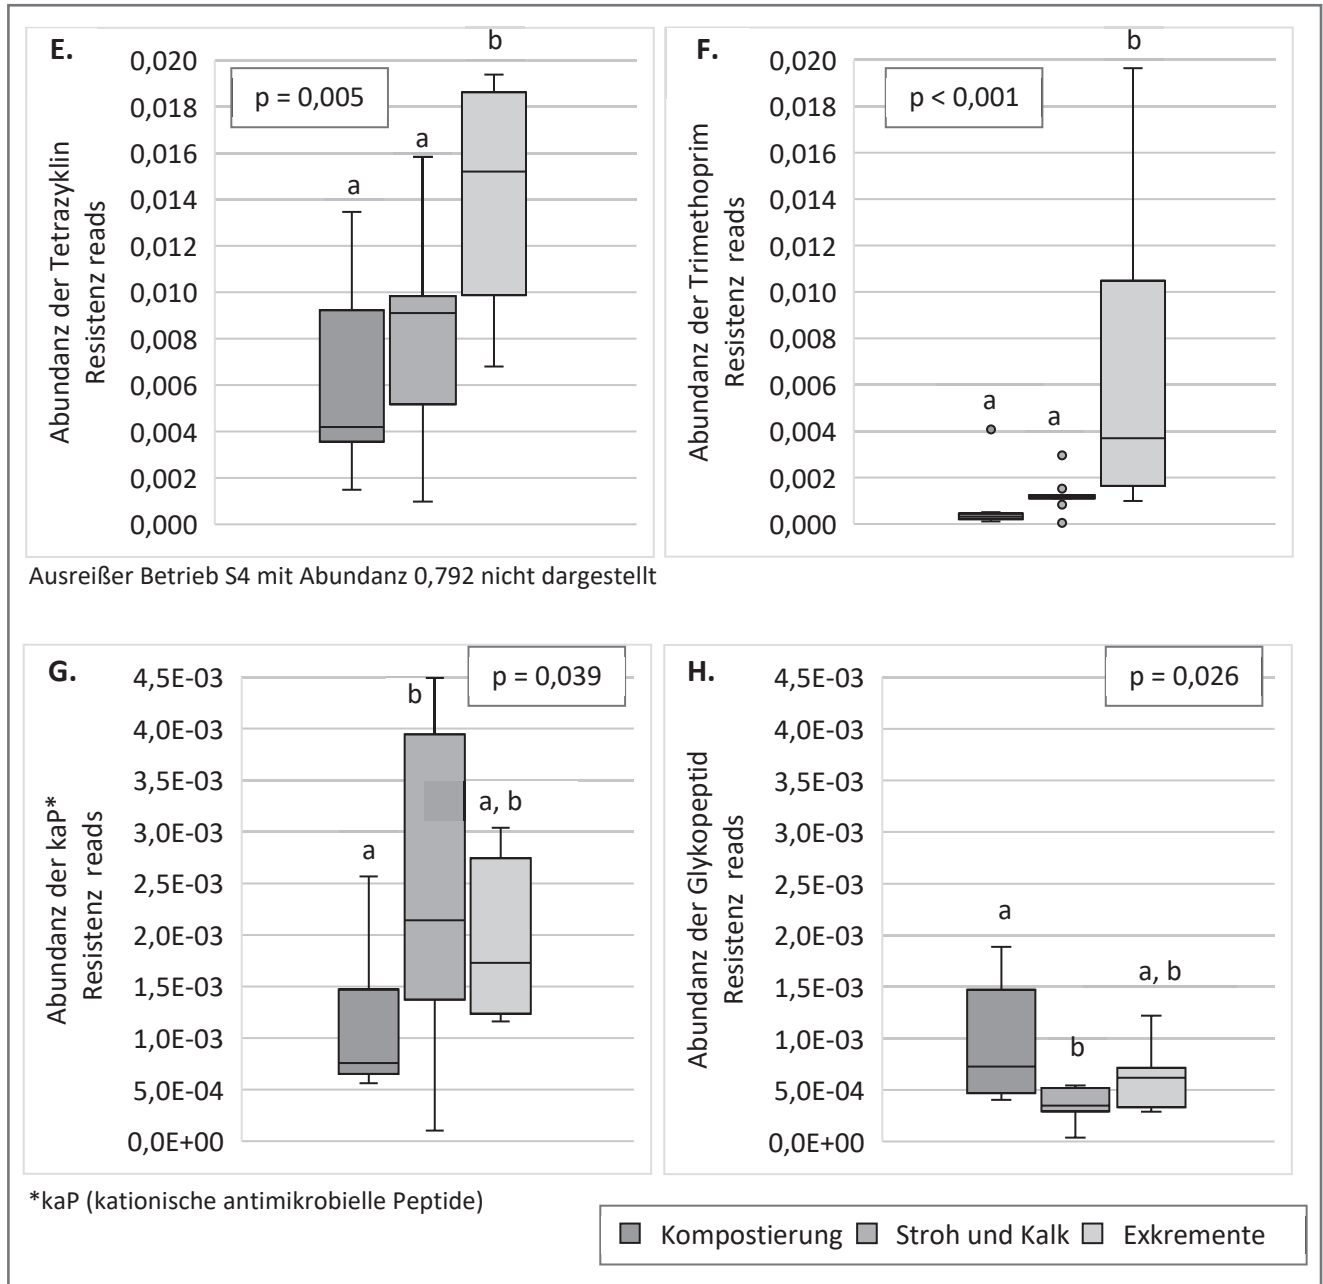 E.
b
0,020
0,018
0,016
0,014
0,012
0,010
0,008
0,006
0,004
0,002
0,000
p = 0,005
a
a
Abundanz der Tetrazyklin
Resistenz reads
F.
b
0,020
0,018
0,016
0,014
0,012
0,010
0,008
0,006
0,004
0,002
0,000
p < 0,001
a
a
Abundanz der Trimethoprim
Resistenz reads
Ausreißer Betrieb S4 mit Abundanz 0,792 nicht dargestellt
G.
4,5E-03
4,0E-03
3,5E-03
3,0E-03
2,5E-03
2,0E-03
1,5E-03
1,0E-03
5,0E-04
0,0E+00
p = 0,039
b
a, b
a
Abundanz der kaP*
Resistenz reads
H.
4,5E-03
4,0E-03
3,5E-03
3,0E-03
2,5E-03
2,0E-03
1,5E-03
1,0E-03
5,0E-04
0,0E+00
p = 0,026
a
a, b
b
Abundanz der Glykopeptid
Resistenz reads
*kaP (kationische antimikrobielle Peptide)
Kompostierung Stroh und Kalk Exkremente